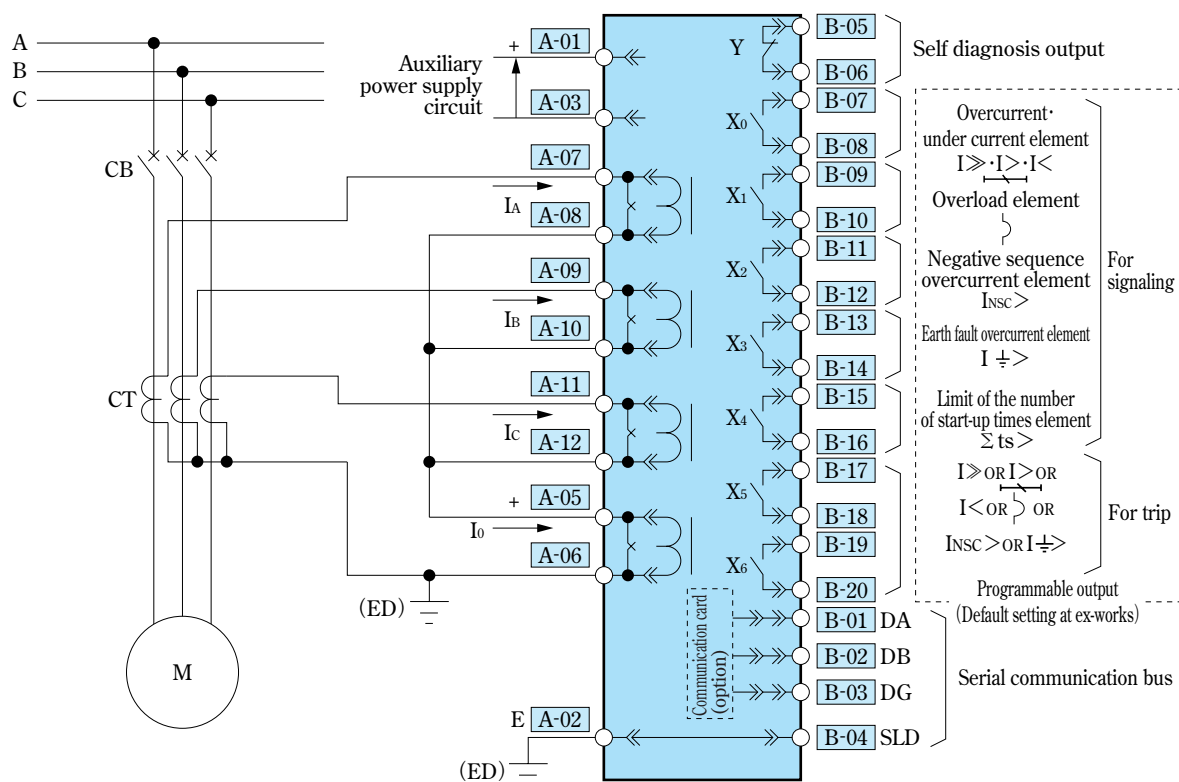 A
B
C
CB
CT
M
(ED)
Auxiliary
power supply
circuit
+
A-01
A-03
A-07
IA
A-08
A-09
IB
A-10
A-11
IC
A-12
+
A-05
I0
A-06
E
A-02
(ED)
Y
X0
X1
X2
X3
X4
X5
X6
Communication card
(option)
B-05
B-06
B-07
B-08
B-09
B-10
B-11
B-12
B-13
B-14
B-15
B-16
B-17
B-18
B-19
B-20
B-01 DA
B-02 DB
B-03 DG
B-04 SLD
Self diagnosis output
Overcurrent·
under current element
I≫·I>·I<
Overload element
Negative sequence
overcurrent element
INSC>
Earth fault overcurrent element
I⏚>
Limit of the number
of start-up times element
Σts>
For
signaling
I≫ OR I> OR
I< OR OR
INSC> OR I⏚>
For trip
Programmable output
(Default setting at ex-works)
Serial communication bus